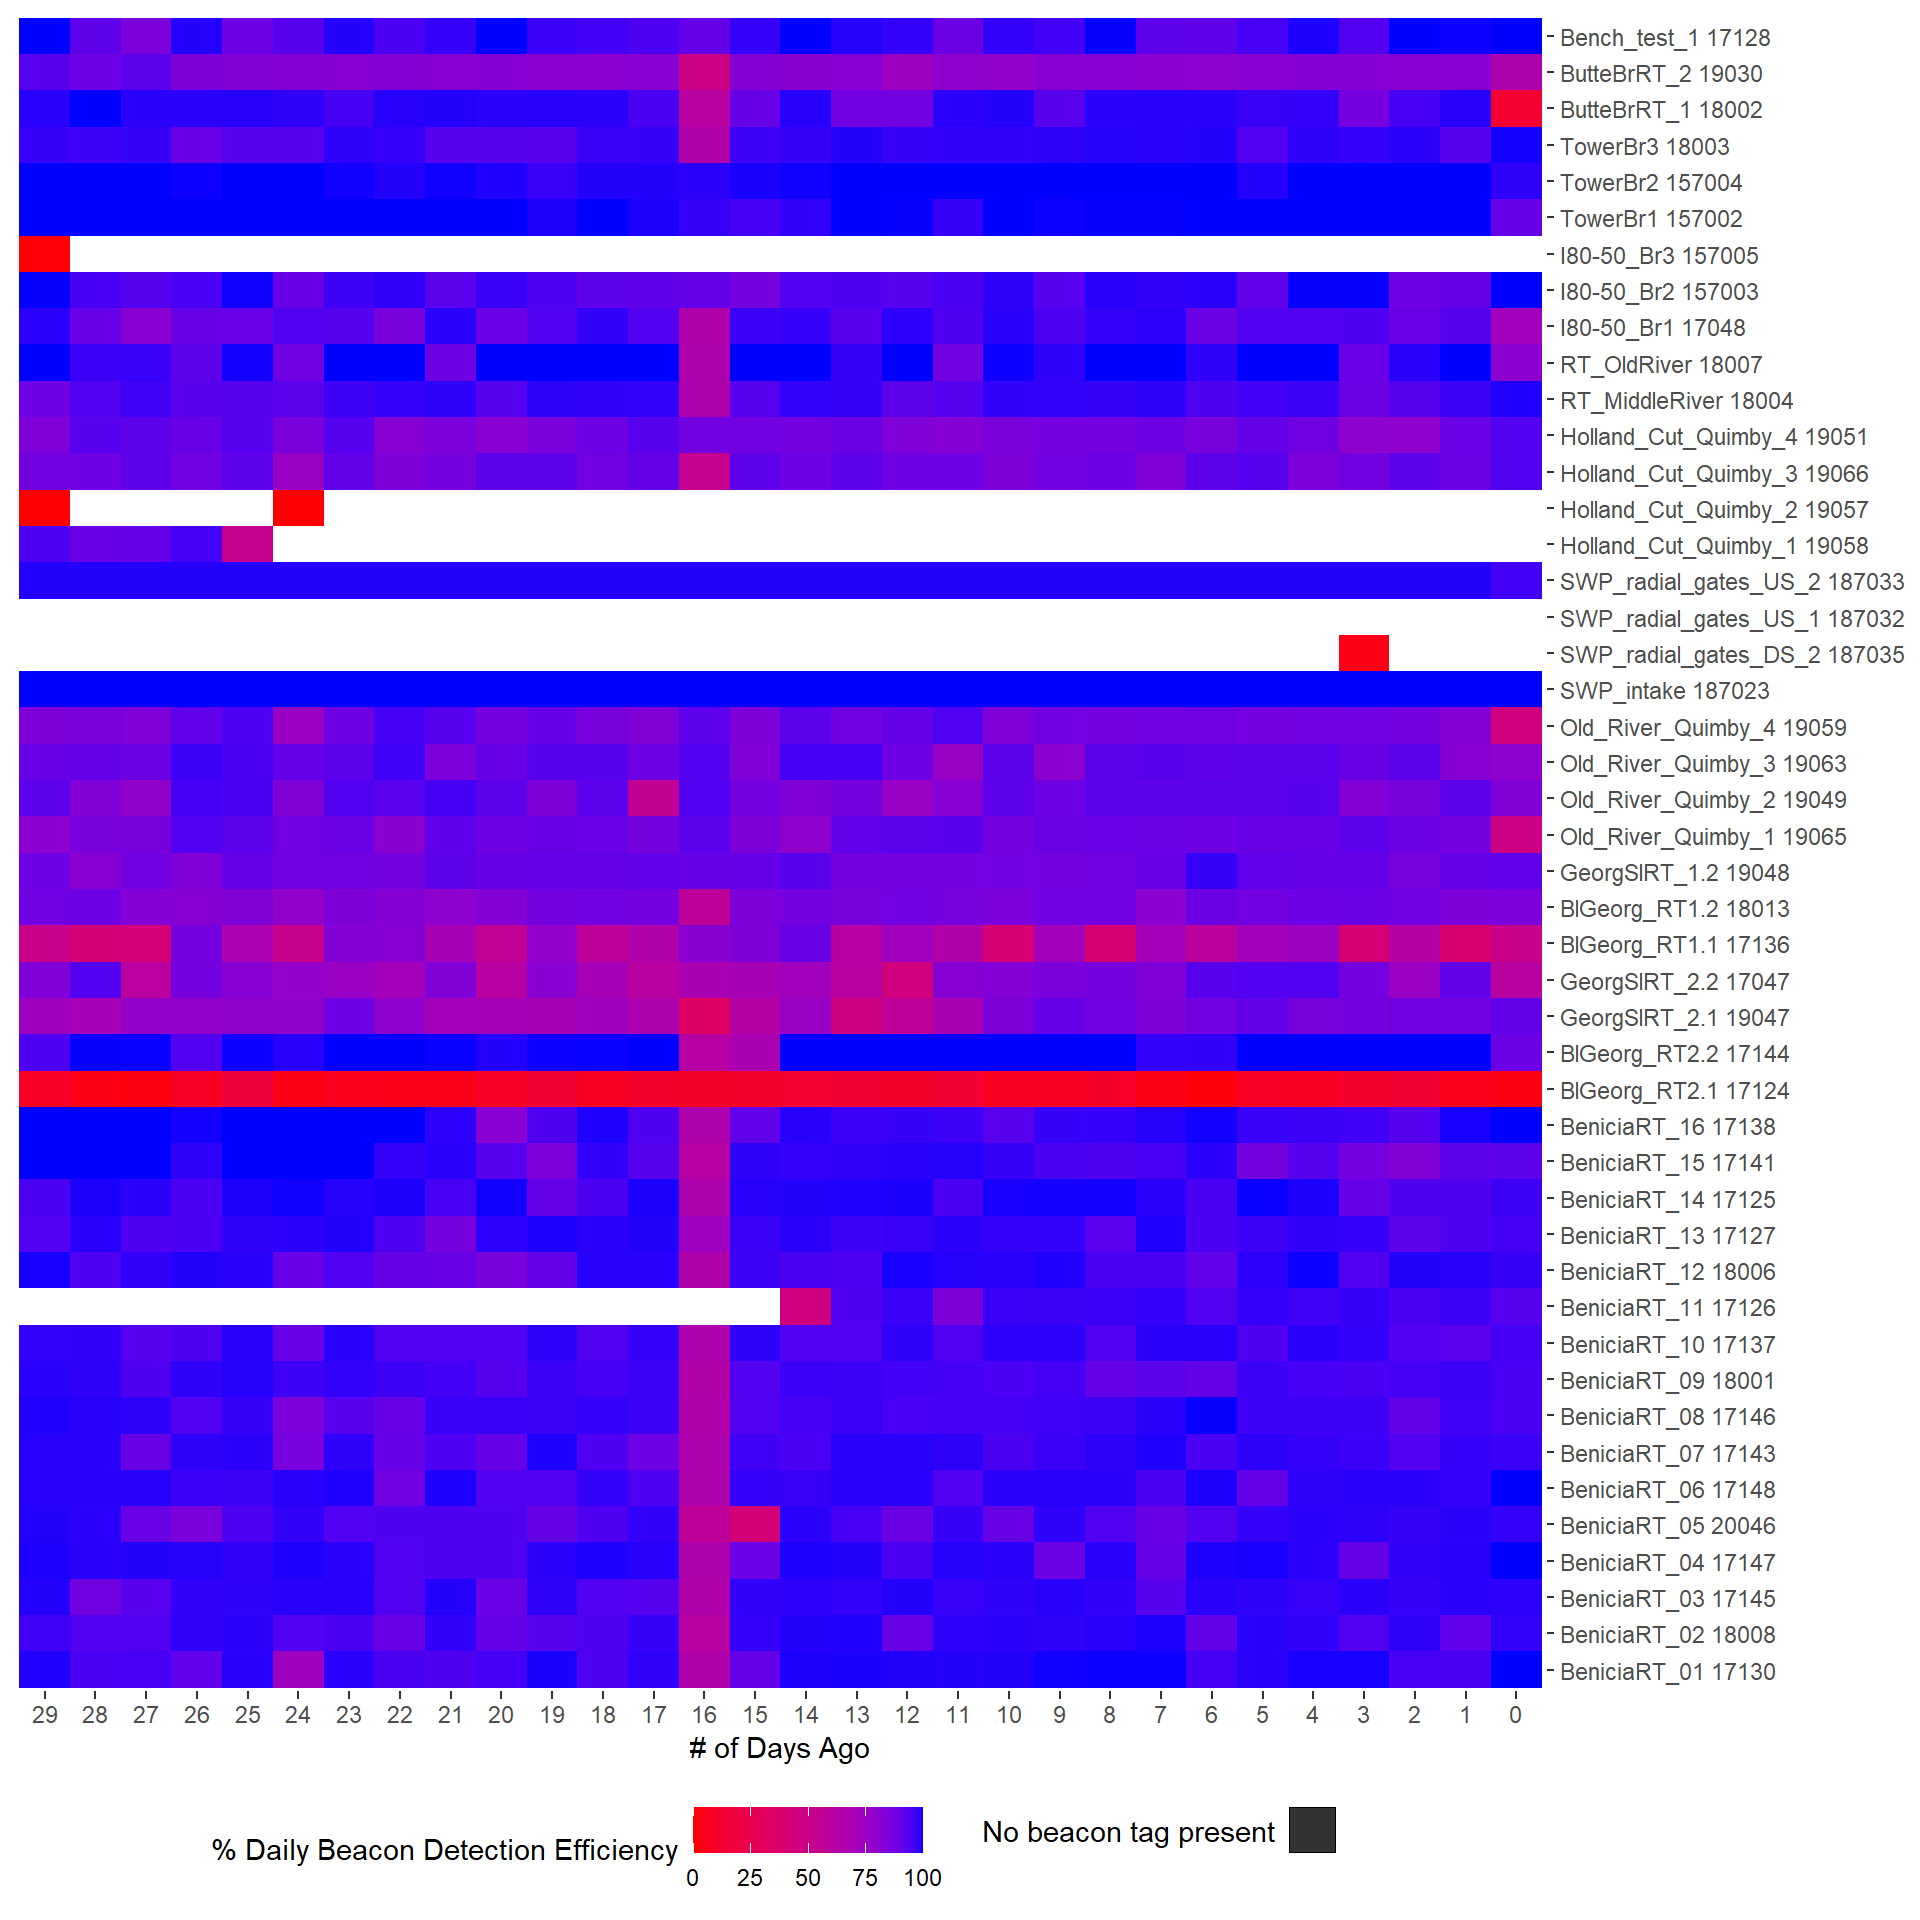 Bench_test_1 17128
ButteBrRT_2 19030
ButteBrRT_1 18002
TowerBr3 18003
TowerBr2 157004
TowerBr1 157002
I80-50_Br3 157005
I80-50_Br2 157003
I80-50_Br1 17048
RT_OldRiver 18007
RT_MiddleRiver 18004
Holland_Cut_Quimby_4 19051
Holland_Cut_Quimby_3 19066
Holland_Cut_Quimby_2 19057
Holland_Cut_Quimby_1 19058
SWP_radial_gates_US_2 187033
SWP_radial_gates_US_1 187032
SWP_radial_gates_DS_2 187035
SWP_intake 187023
Old_River_Quimby_4 19059
Old_River_Quimby_3 19063
Old_River_Quimby_2 19049
Old_River_Quimby_1 19065
GeorgSlRT_1.2 19048
BlGeorg_RT1.2 18013
BlGeorg_RT1.1 17136
GeorgSlRT_2.2 17047
GeorgSlRT_2.1 19047
BlGeorg_RT2.2 17144
BlGeorg_RT2.1 17124
BeniciaRT_16 17138
BeniciaRT_15 17141
BeniciaRT_14 17125
BeniciaRT_13 17127
BeniciaRT_12 18006
BeniciaRT_11 17126
BeniciaRT_10 17137
BeniciaRT_09 18001
BeniciaRT_08 17146
BeniciaRT_07 17143
BeniciaRT_06 17148
BeniciaRT_05 20046
BeniciaRT_04 17147
BeniciaRT_03 17145
BeniciaRT_02 18008
BeniciaRT_01 17130
29 28 27 26 25 24 23 22 21 20 19 18 17 16 15 14 13 12 11 10 9 8 7 6 5 4 3 2 1 0
# of Days Ago
% Daily Beacon Detection Efficiency
0 25 50 75 100
No beacon tag present